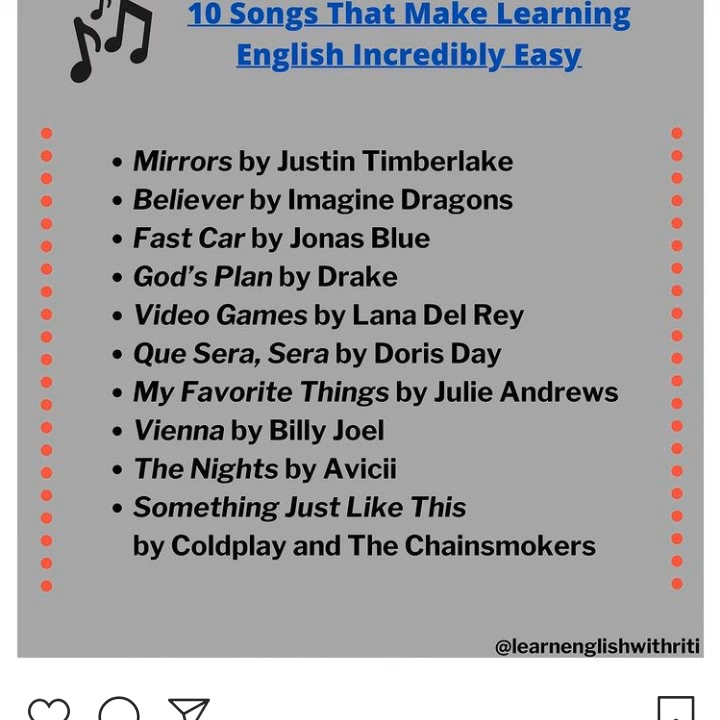 10 Songs That Make Learning
English Incredibly Easy
• Mirrors by Justin Timberlake
• Believer by Imagine Dragons
• Fast Car by Jonas Blue
• God’s Plan by Drake
• Video Games by Lana Del Rey
• Que Sera, Sera by Doris Day
• My Favorite Things by Julie Andrews
• Vienna by Billy Joel
• The Nights by Avicii
• Something Just Like This
by Coldplay and The Chainsmokers
@learnenglishwithriti